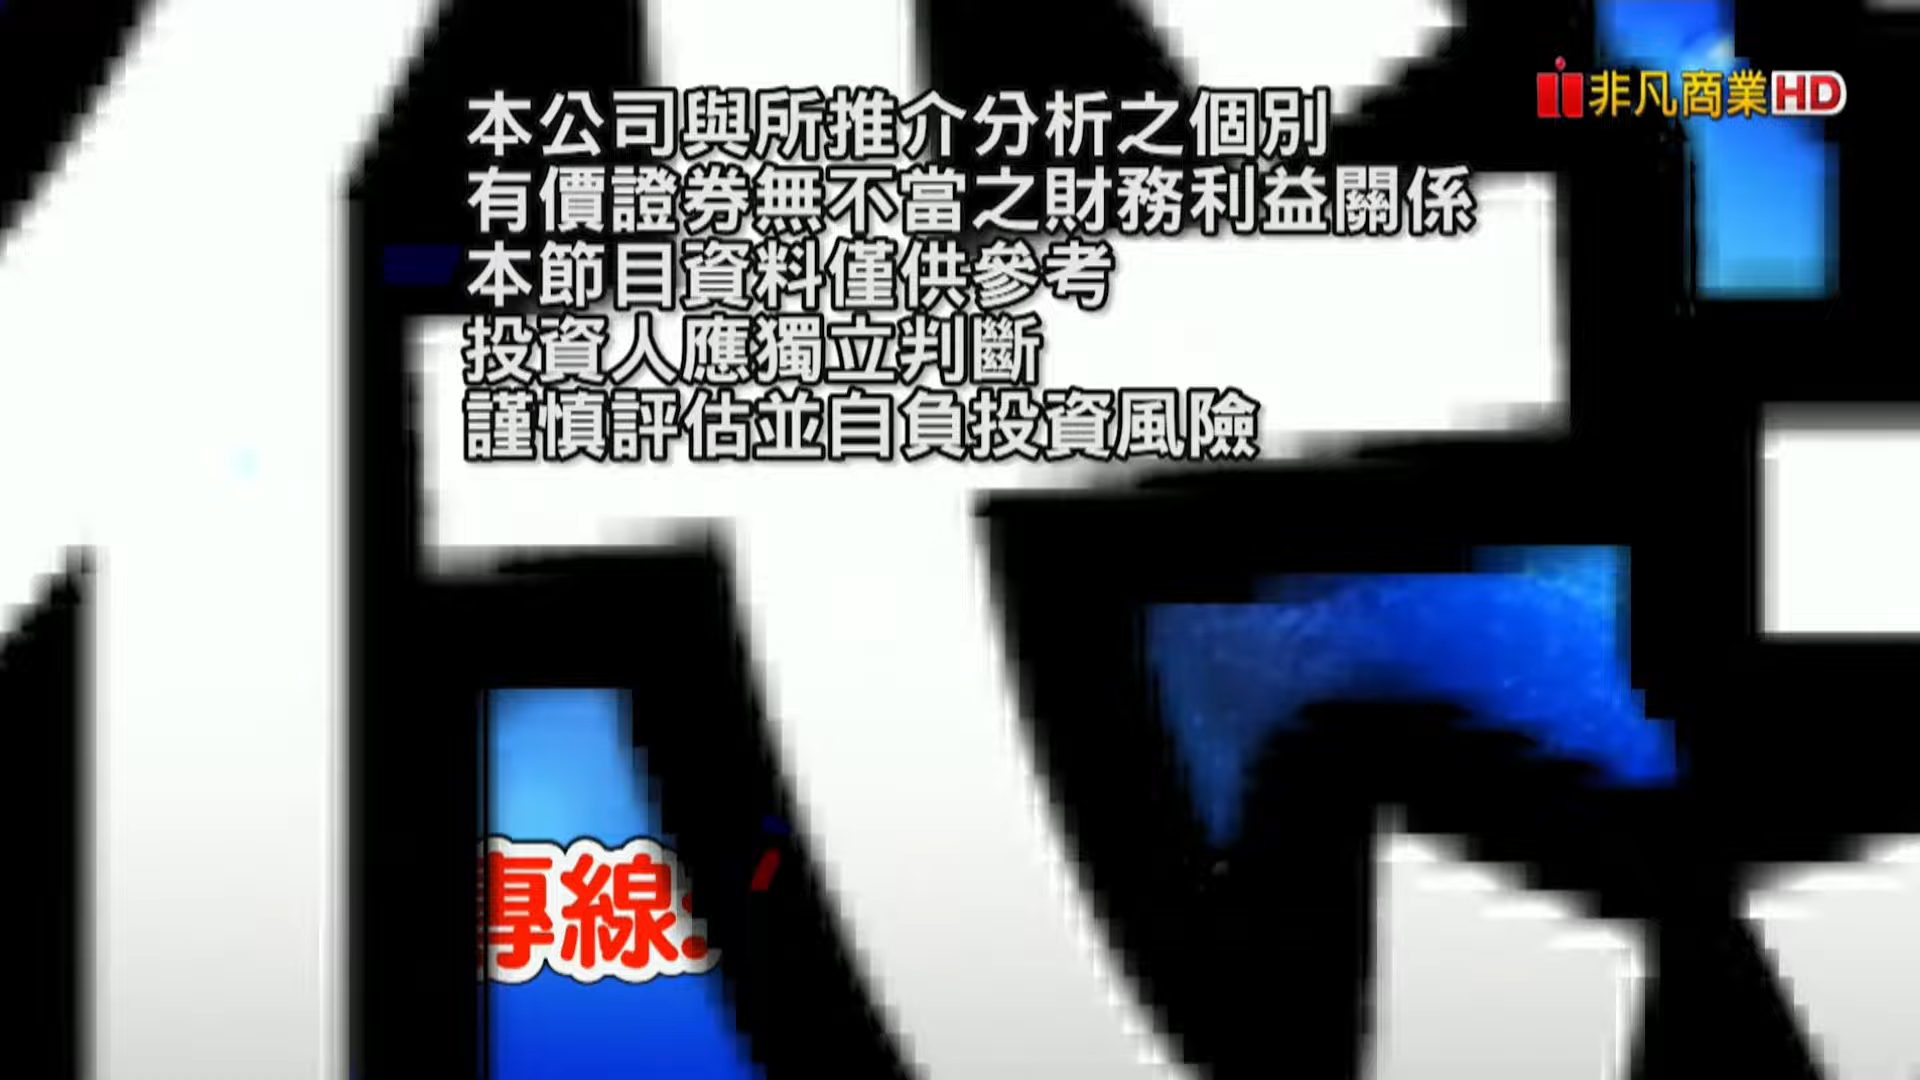 非凡商業HD
本公司與所推介分析之個別
有價證券無不當之財務利益關係
本節目資料僅供參考
投資人應獨立判斷
謹慎評估並自負投資風險
專線